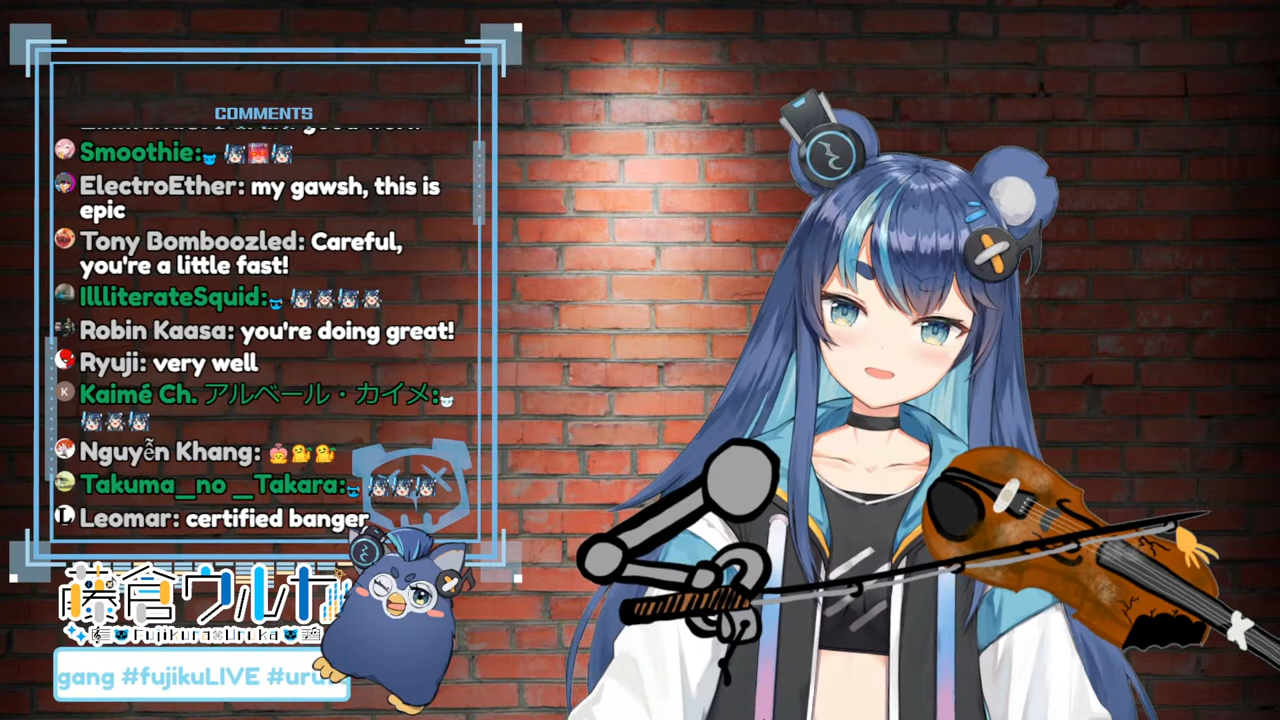 COMMENTS
Smoothie:
ElectroEther: my gawsh, this is
epic
Tony Bomboozled: Careful,
you're a little fast!
IllliterateSquid:
Robin Kaasa: you're doing great!
Ryuji: very well
Kaimé Ch. アルベール・カイメ:
Nguyễn Khang:
Takuma_no _Takara:
Leomar: certified banger
藤倉ウルカ
Fujikura Uruka
gang #fujikuLIVE #uru